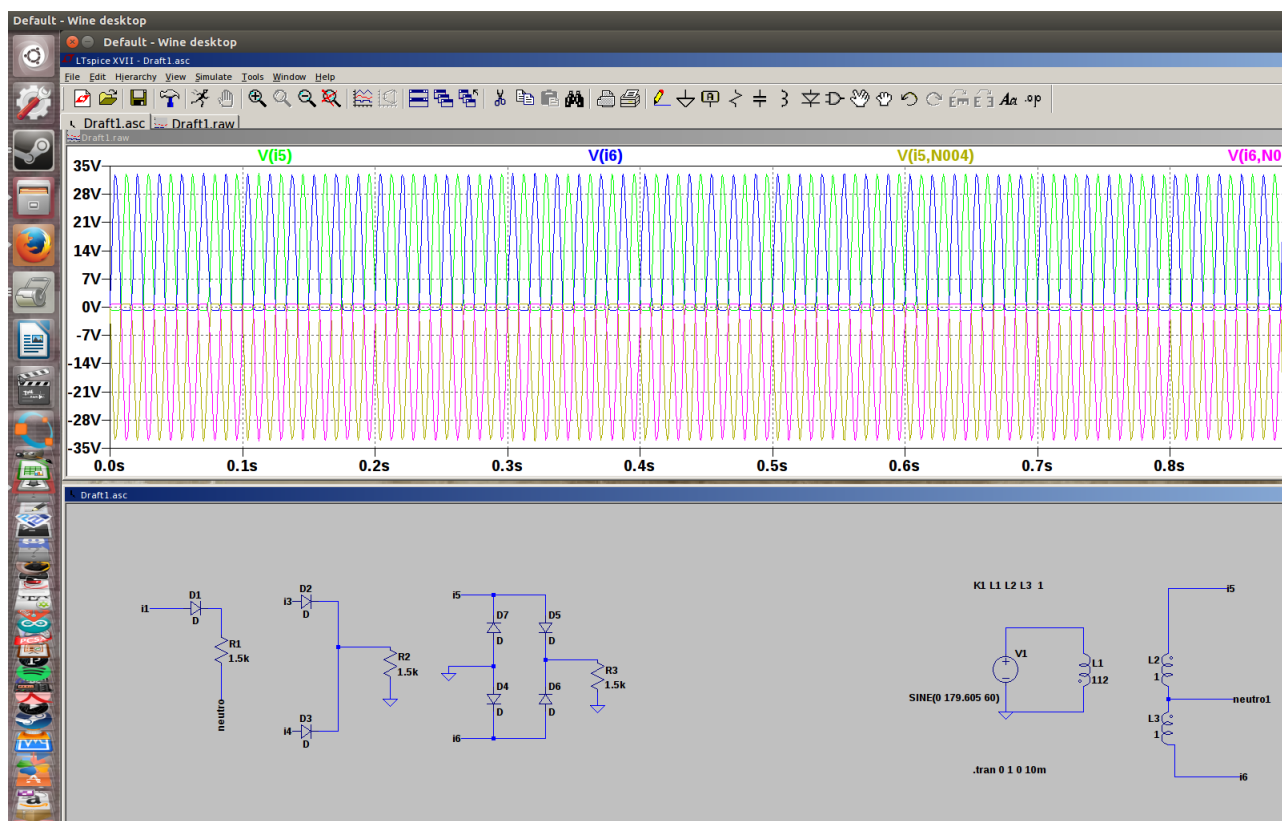 Default - Wine desktop
Default - Wine desktop
LTspice XVII - Draft1.asc
File Edit Hierarchy View Simulate Tools Window Help
Aa .op
Draft1.asc Draft1.raw
Draft1.raw
V(i5) V(i6) V(i5,N004) V(i6,N0
35V
28V
21V
14V
7V
0V
-7V
-14V
-21V
-28V
-35V
0.0s 0.1s 0.2s 0.3s 0.4s 0.5s 0.6s 0.7s 0.8s
Draft1.asc
i1
D1
D
R1
1.5k
neutro
i3
D2
D
i4
D3
D
R2
1.5k
i5
D7
D
D5
D
D4
D
D6
D
i6
R3
1.5k
K1 L1 L2 L3 1
V1
SINE(0 179.605 60)
L1
112
L2
1
L3
1
i5
neutro1
i6
.tran 0 1 0 10m